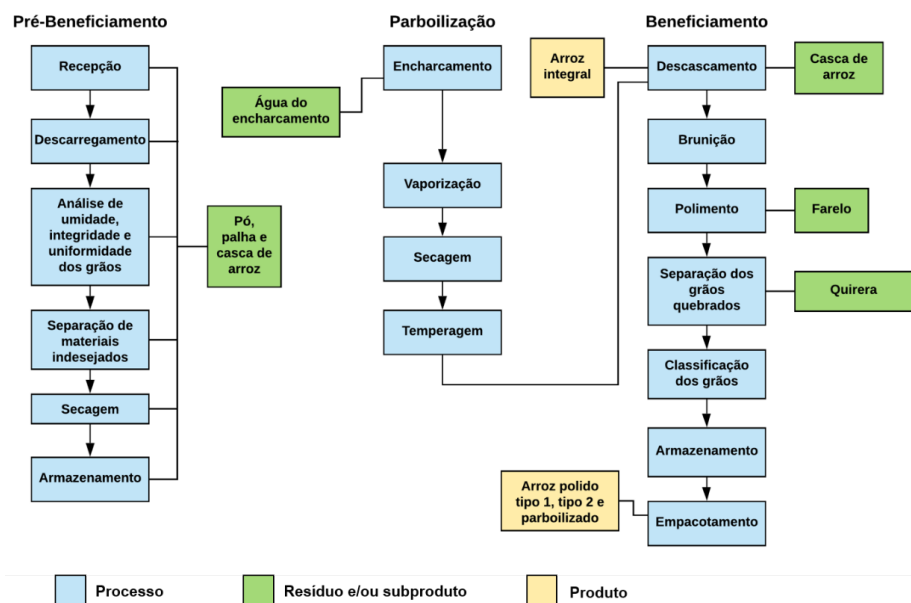 Pré-Beneficiamento
Recepção
Descarregamento
Análise de
umidade,
integridade e
uniformidade
dos grãos
Separação de
materiais
indesejados
Secagem
Armazenamento
Pó,
palha e
casca de
arroz
Parboilização
Encharcamento
Água do
encharcamento
Vaporização
Secagem
Temperagem
Beneficiamento
Arroz
integral
Descascamento
Casca de
arroz
Brunição
Polimento
Farelo
Separação dos
grãos
quebrados
Quirera
Classificação
dos grãos
Armazenamento
Arroz polido
tipo 1, tipo 2 e
parboilizado
Empacotamento
Processo
Resíduo e/ou subproduto
Produto